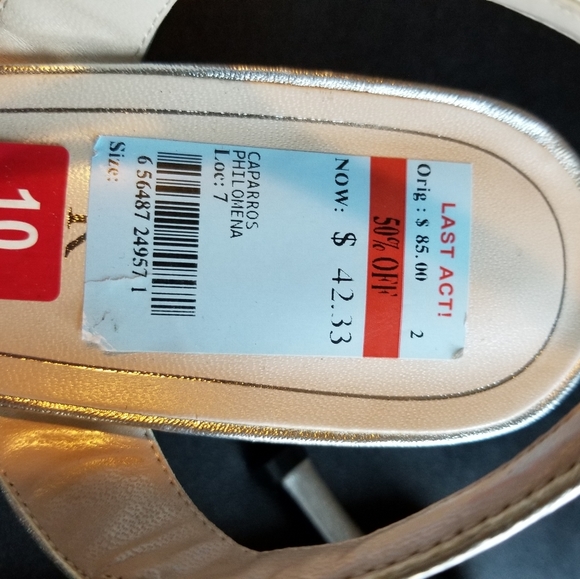 LAST ACT!
Orig : $ 85.00 2
50% OFF
NOW: $ 42.33
CAPARROS
PHILOMENA
Loc: 7
6 56487 24957 1
Size:
10